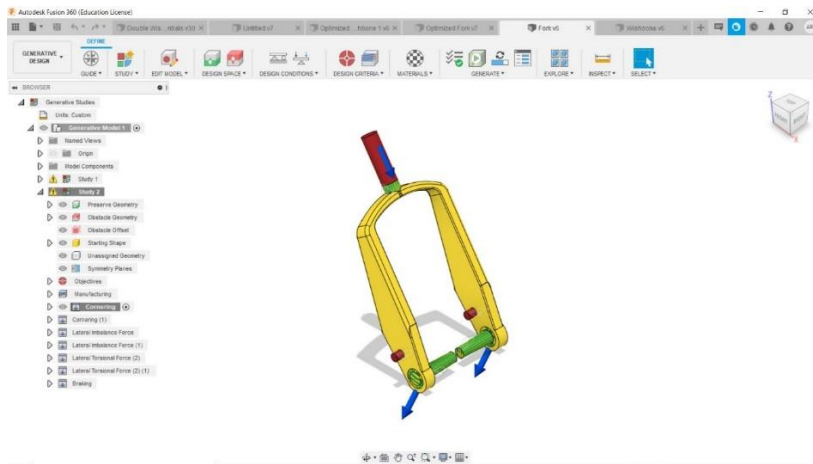 Autodesk Fusion 360 (Education License)
Untitled v7
Optimized Fork v7
Fork v6
Wishbone v6
DEFINE
GENERATIVE DESIGN
GUIDE
STUDY
EDIT MODEL
DESIGN SPACE
DESIGN CONDITIONS
DESIGN CRITERIA
MATERIALS
GENERATE
EXPLORE
INSPECT
SELECT
BROWSER
Generative Studies
Units: Custom
Generative Model 1
Named Views
Origin
Model Components
Study 1
Study 2
Preserve Geometry
Obstacle Geometry
Obstacle Offset
Starting Shape
Unassigned Geometry
Symmetry Planes
Objectives
Manufacturing
Cornering
Cornering (1)
Lateral Imbalance Force
Lateral Imbalance Force (1)
Lateral Torsional Force (2)
Lateral Torsional Force (2) (1)
Braking
Z
X